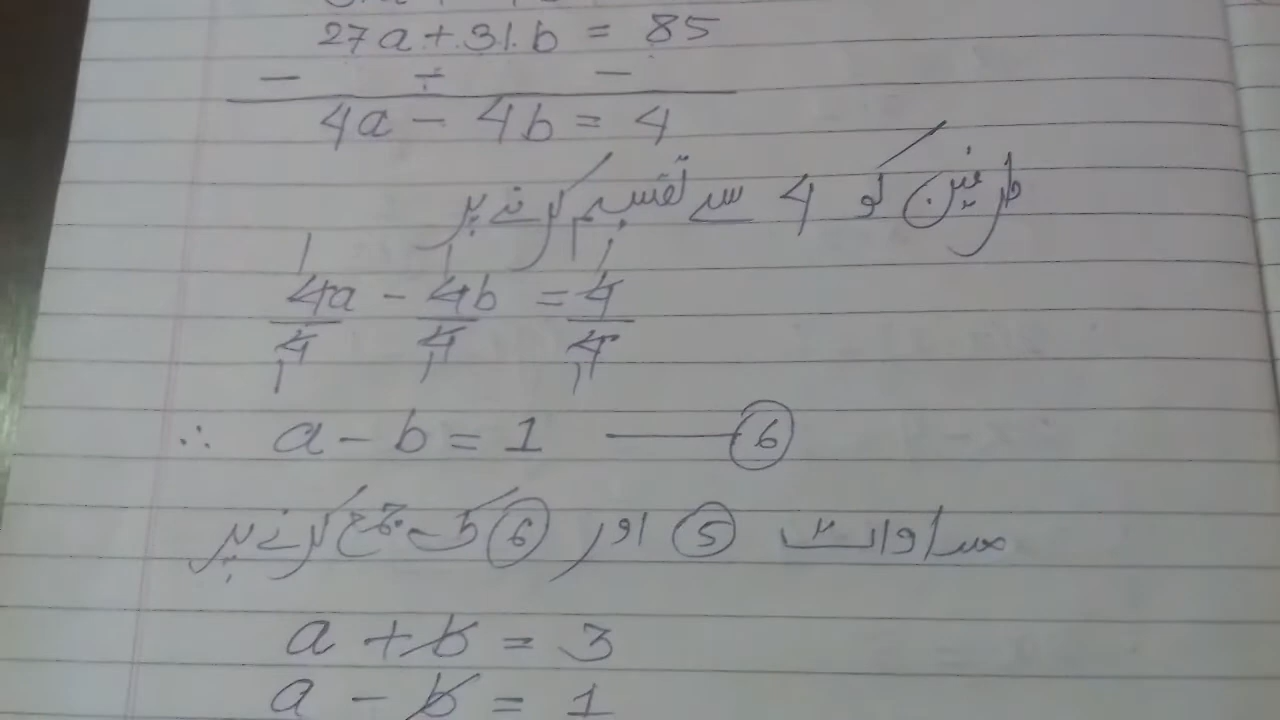 27a + 31b = 85
− ÷ −
4a − 4b = 4
طرفین کو 4 سے تقسیم کرنے پر
4a/4 − 4b/4 = 4/4
∴ a − b = 1 —— ⑥
مساوات ⑤ اور ⑥ کے جمع کرنے پر
a + b = 3
a − b = 1